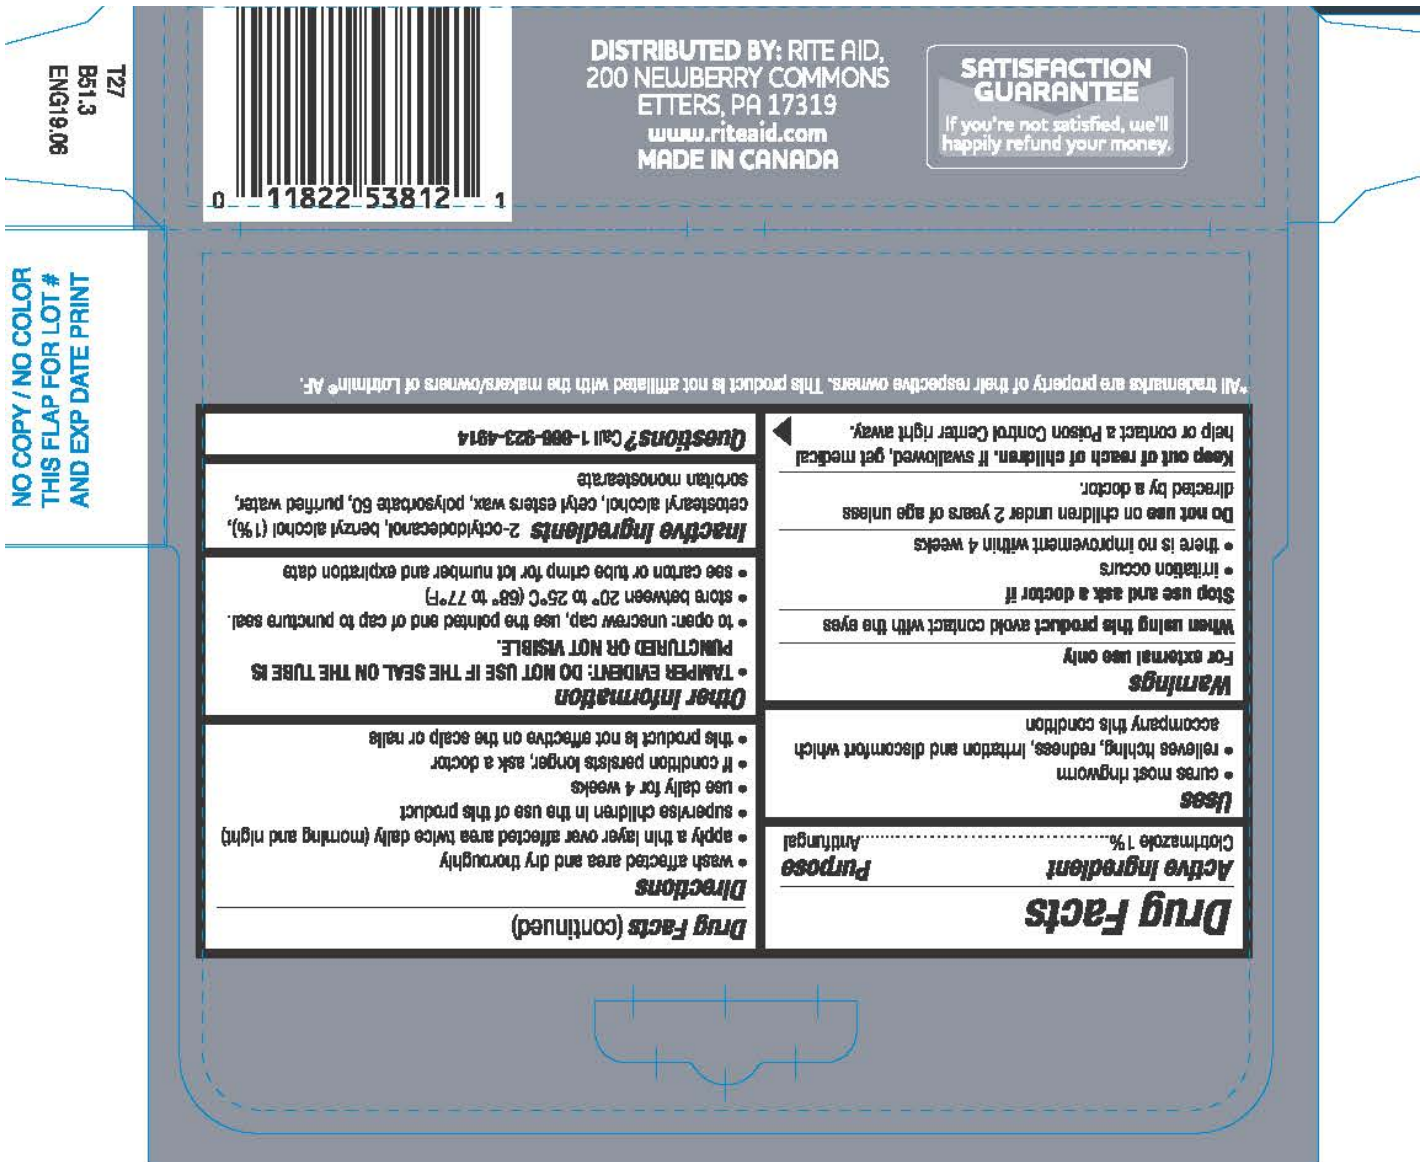 T27
B51.3
ENG19.06
NO COPY / NO COLOR
THIS FLAP FOR LOT #
AND EXP DATE PRINT
0 11822 53812 1
DISTRIBUTED BY: RITE AID,
200 NEWBERRY COMMONS
ETTERS, PA 17319
www.riteaid.com
MADE IN CANADA
SATISFACTION
GUARANTEE
If you're not satisfied, we'll
happily refund your money.
Drug Facts
Active ingredient Purpose
Clotrimazole 1%..........................................Antifungal
Uses
• cures most ringworm
• relieves itching, redness, irritation and discomfort which
accompany this condition
Warnings
For external use only
When using this product avoid contact with the eyes
Stop use and ask a doctor if
• irritation occurs
• there is no improvement within 4 weeks
Do not use on children under 2 years of age unless
directed by a doctor.
Keep out of reach of children. If swallowed, get medical
help or contact a Poison Control Center right away.
Drug Facts (continued)
Directions
• wash affected area and dry thoroughly
• apply a thin layer over affected area twice daily (morning and night)
• supervise children in the use of this product
• use daily for 4 weeks
• if condition persists longer, ask a doctor
• this product is not effective on the scalp or nails
Other information
• TAMPER EVIDENT: DO NOT USE IF THE SEAL ON THE TUBE IS
PUNCTURED OR NOT VISIBLE.
• to open: unscrew cap, use the pointed end of cap to puncture seal.
• store between 20° to 25°C (68° to 77°F)
• see carton or tube crimp for lot number and expiration date
Inactive ingredients 2-octyldodecanol, benzyl alcohol (1%),
cetostearyl alcohol, cetyl esters wax, polysorbate 60, purified water,
sorbitan monostearate
Questions? Call 1-866-923-4914
*All trademarks are property of their respective owners. This product is not affiliated with the makers/owners of Lotrimin® AF.